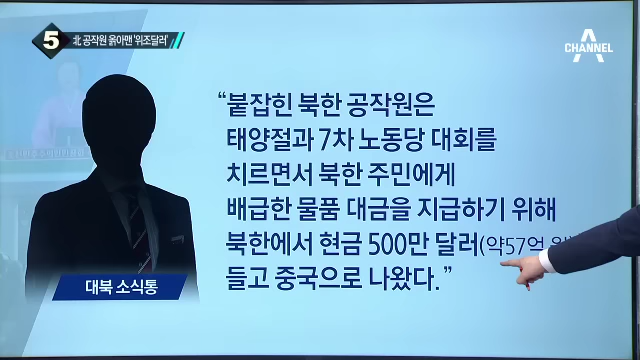 5 北 공작원 옭아맨 '위조달러'
CHANNEL A
“붙잡힌 북한 공작원은
태양절과 7차 노동당 대회를
치르면서 북한 주민에게
배급한 물품 대금을 지급하기 위해
북한에서 현금 500만 달러(약57억
들고 중국으로 나왔다.”
대북 소식통